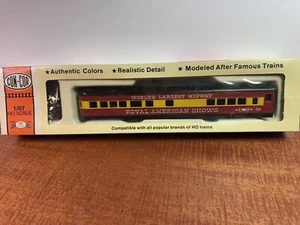 CON-COR
★Authentic Colors ★Realistic Detail ★Modeled After Famous Trains
1/87
HO SCALE
WORLD'S LARGEST MIDWAY
ROYAL AMERICAN SHOWS
Compatible with all popular brands of HO trains